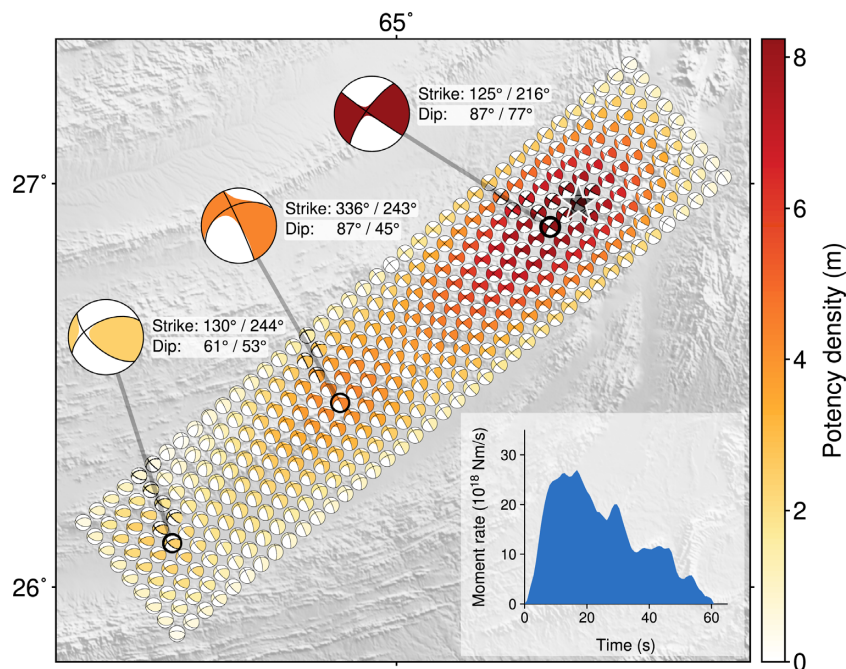 65°
27°
26°
Strike: 125° / 216°
Dip: 87° / 77°
Strike: 336° / 243°
Dip: 87° / 45°
Strike: 130° / 244°
Dip: 61° / 53°
8
6
4
2
0
Potency density (m)
Moment rate (10¹⁸ Nm/s)
30
20
10
0
0 20 40 60
Time (s)